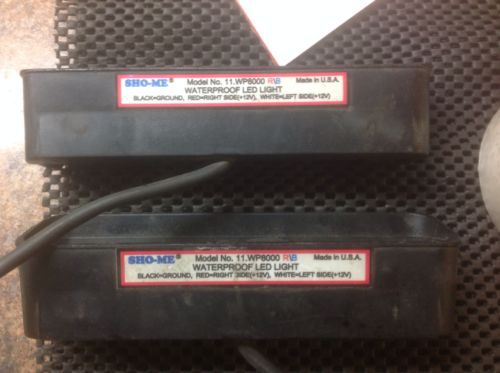 SHO-ME® Model No. 11.WP6000 R\B Made in U.S.A.
WATERPROOF LED LIGHT
BLACK=GROUND, RED=RIGHT SIDE(+12V), WHITE=LEFT SIDE(+12V)
SHO-ME® Model No. 11.WP6000 R\B Made in U.S.A.
WATERPROOF LED LIGHT
BLACK=GROUND, RED=RIGHT SIDE(+12V), WHITE=LEFT SIDE(+12V)